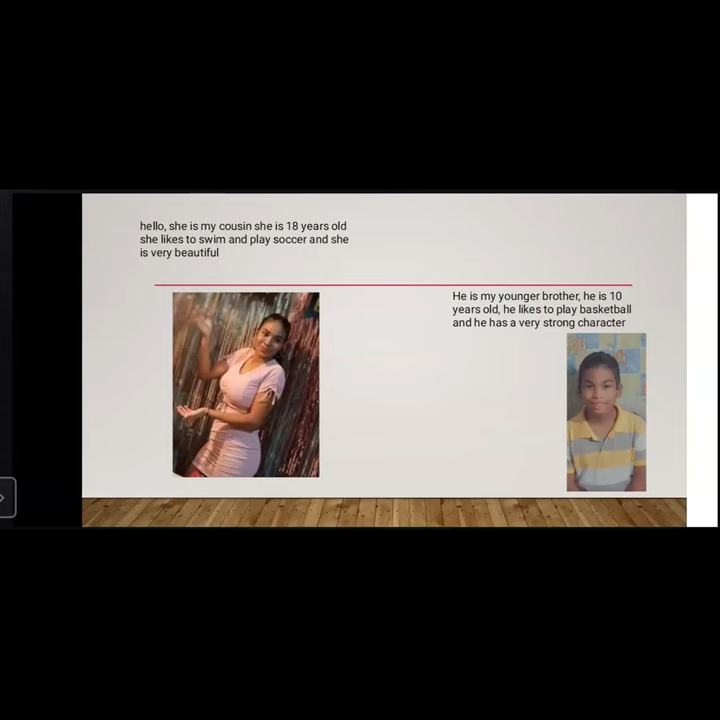 hello, she is my cousin she is 18 years old
she likes to swim and play soccer and she
is very beautiful
He is my younger brother, he is 10
years old, he likes to play basketball
and he has a very strong character